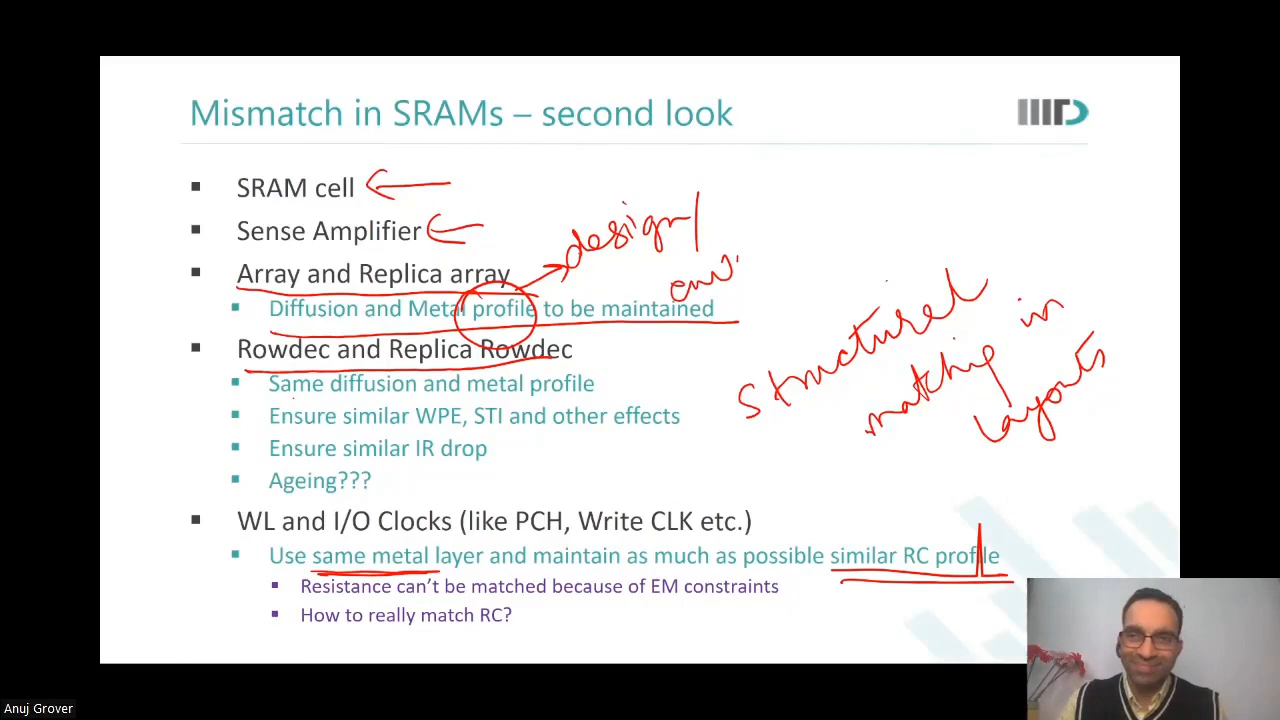 Mismatch in SRAMs – second look
IIITD
▪ SRAM cell
▪ Sense Amplifier
▪ Array and Replica array
▪ Diffusion and Metal profile to be maintained
design/
env.
▪ Rowdec and Replica Rowdec
▪ Same diffusion and metal profile
▪ Ensure similar WPE, STI and other effects
▪ Ensure similar IR drop
▪ Ageing???
structural
matching in
layouts
▪ WL and I/O Clocks (like PCH, Write CLK etc.)
▪ Use same metal layer and maintain as much as possible similar RC profile
▪ Resistance can't be matched because of EM constraints
▪ How to really match RC?
Anuj Grover